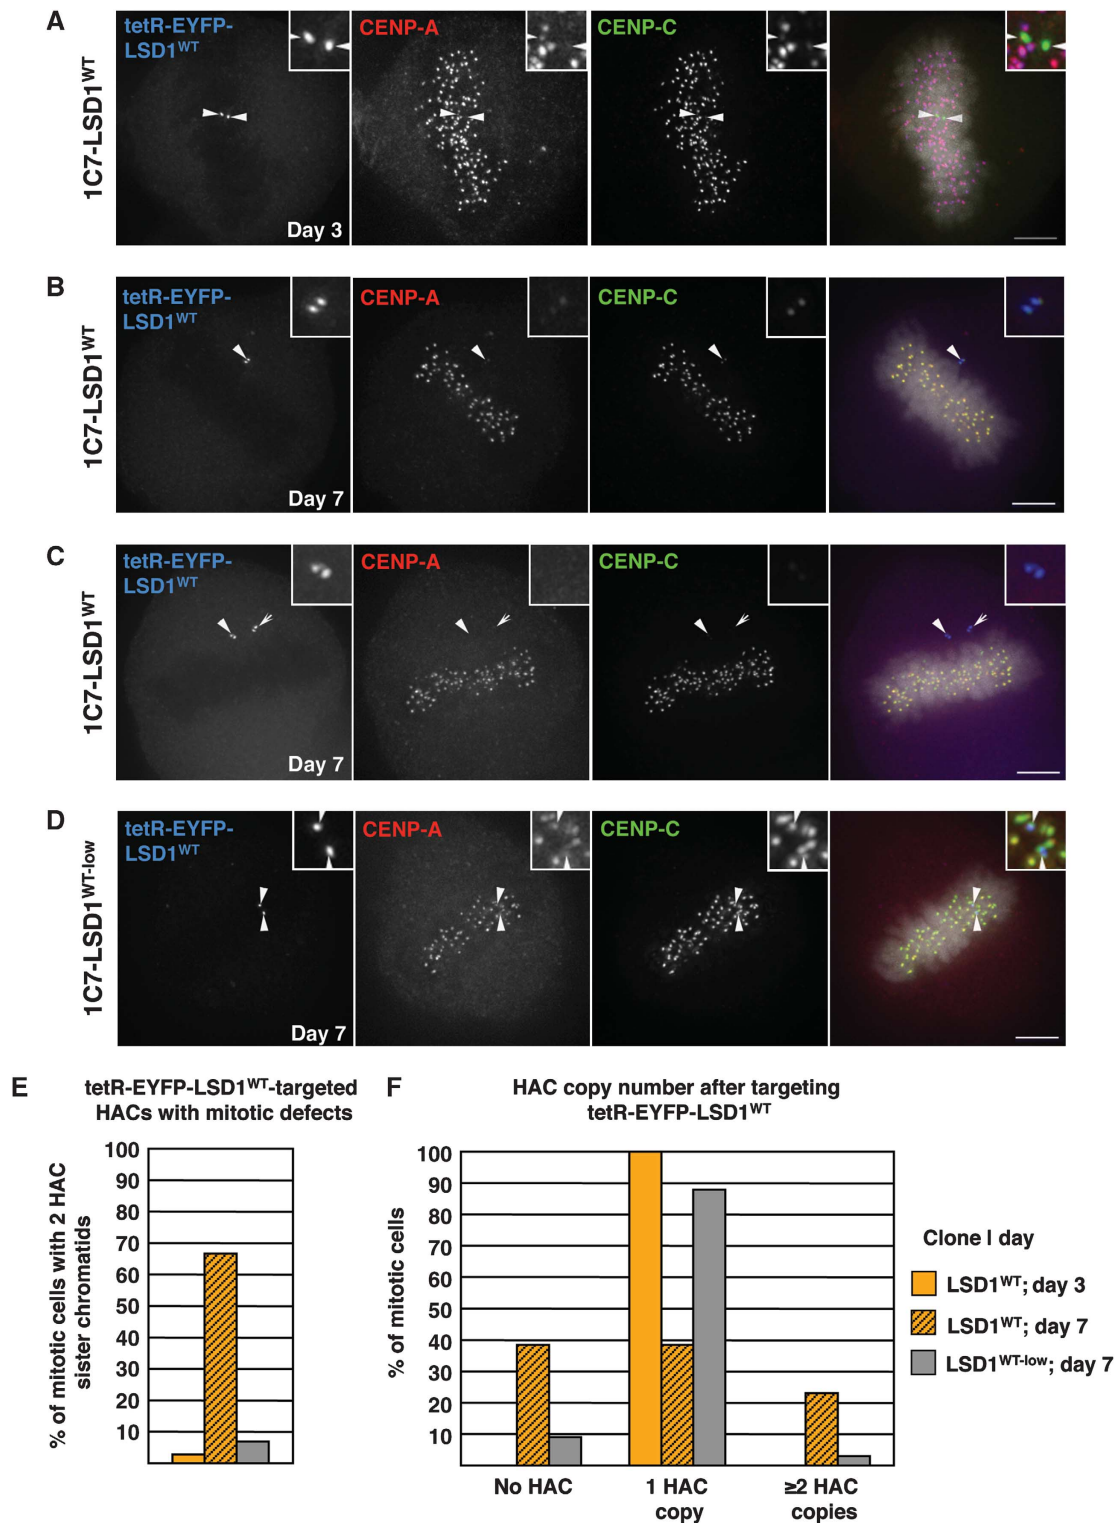 A
1C7-LSD1WT
tetR-EYFP-
LSD1WT
Day 3
CENP-A
CENP-C
B
1C7-LSD1WT
tetR-EYFP-
LSD1WT
Day 7
CENP-A
CENP-C
C
1C7-LSD1WT
tetR-EYFP-
LSD1WT
Day 7
CENP-A
CENP-C
D
1C7-LSD1WT-low
tetR-EYFP-
LSD1WT
Day 7
CENP-A
CENP-C
E
tetR-EYFP-LSD1WT-targeted
HACs with mitotic defects
% of mitotic cells with 2 HAC
sister chromatids
100
90
80
70
60
50
40
30
20
10
F
HAC copy number after targeting
tetR-EYFP-LSD1WT
% of mitotic cells
100
90
80
70
60
50
40
30
20
10
No HAC
1 HAC
copy
≥2 HAC
copies
Clone | day
LSD1WT; day 3
LSD1WT; day 7
LSD1WT-low; day 7